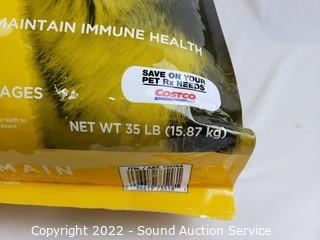 MAINTAIN IMMUNE HEALTH
AGES
SAVE ON YOUR
PET Rx NEEDS
COSTCO
NET WT 35 LB (15.87 kg)
MAIN
Copyright 2022 - Sound Auction Service